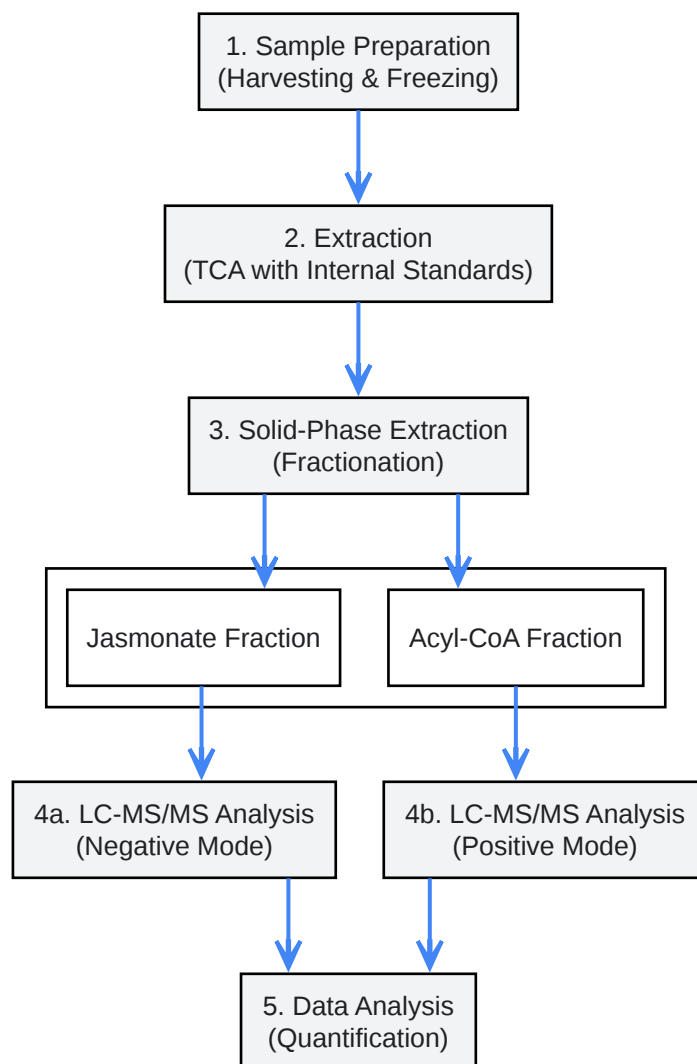 1. Sample Preparation
(Harvesting & Freezing)
2. Extraction
(TCA with Internal Standards)
3. Solid-Phase Extraction
(Fractionation)
Jasmonate Fraction
Acyl-CoA Fraction
4a. LC-MS/MS Analysis
(Negative Mode)
4b. LC-MS/MS Analysis
(Positive Mode)
5. Data Analysis
(Quantification)